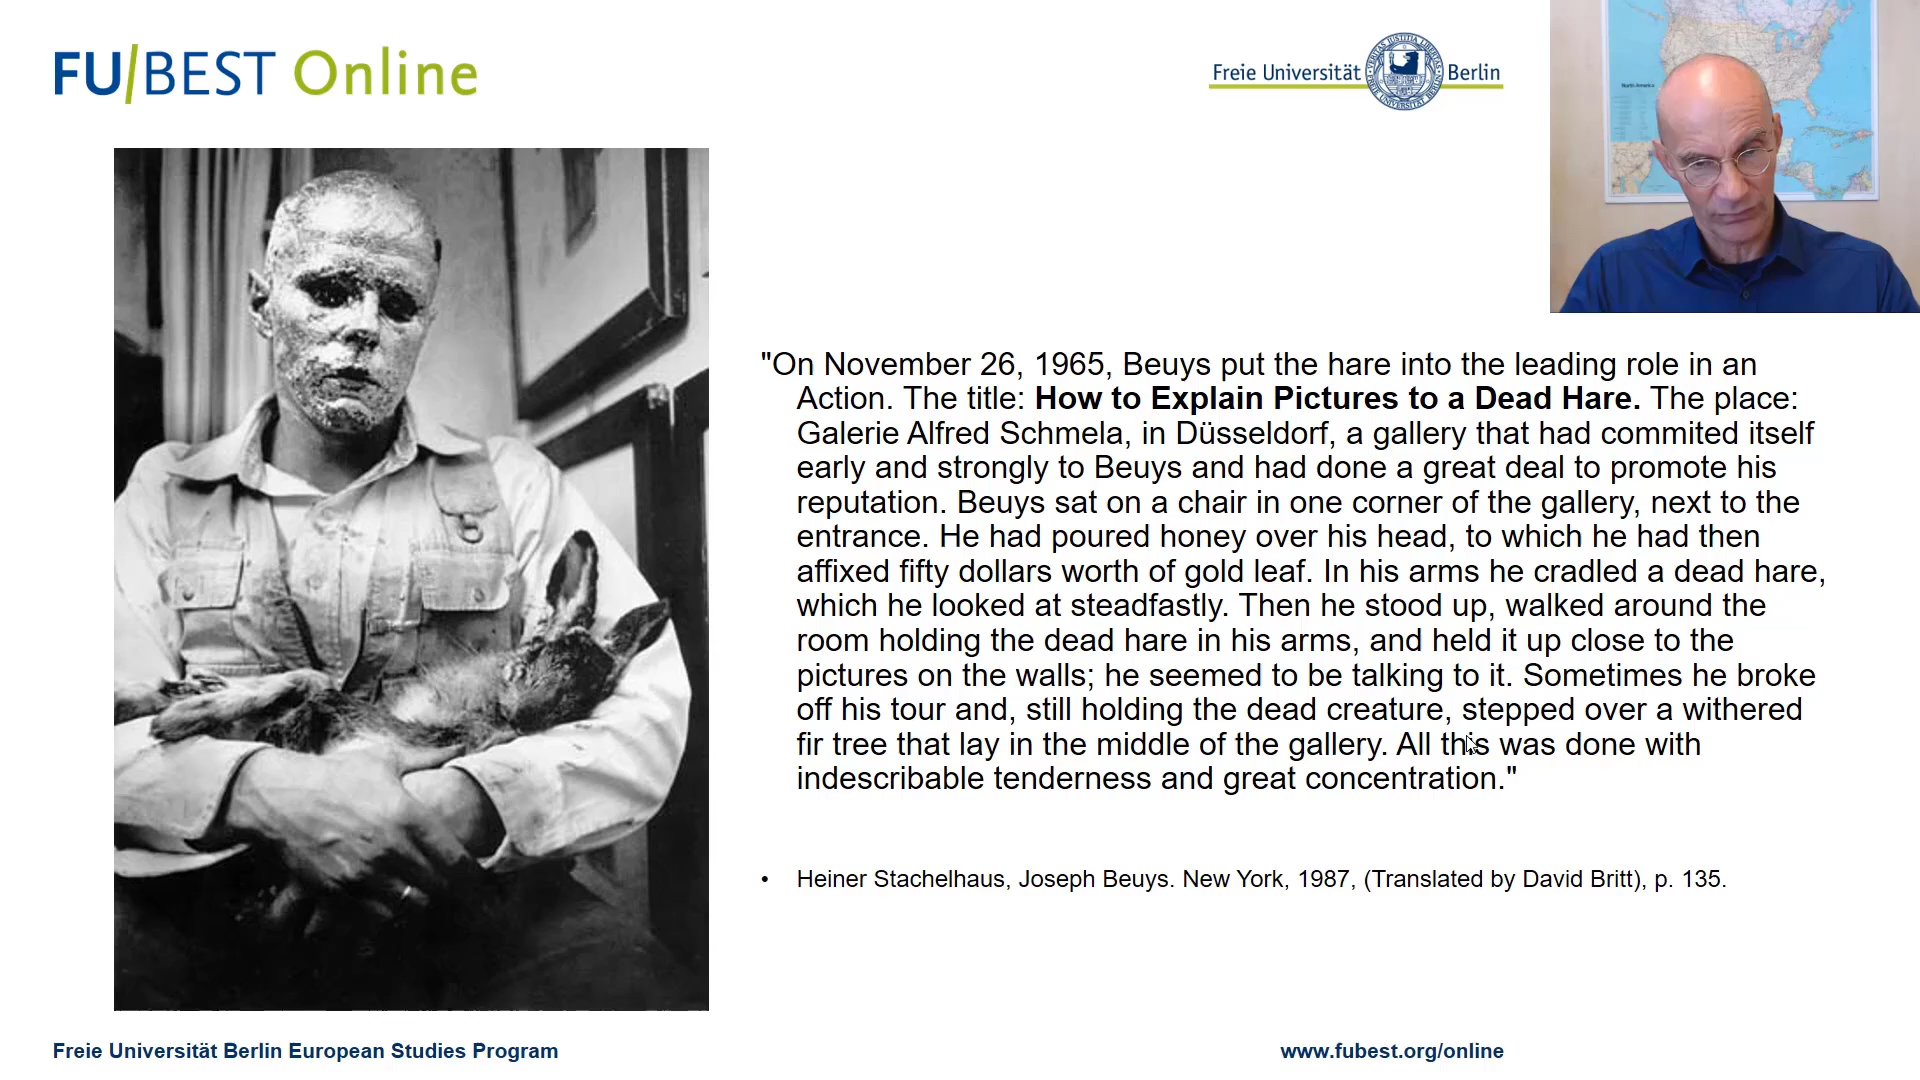 FU/BEST Online
Freie Universität Berlin
North America
"On November 26, 1965, Beuys put the hare into the leading role in an
Action. The title: How to Explain Pictures to a Dead Hare. The place:
Galerie Alfred Schmela, in Düsseldorf, a gallery that had commited itself
early and strongly to Beuys and had done a great deal to promote his
reputation. Beuys sat on a chair in one corner of the gallery, next to the
entrance. He had poured honey over his head, to which he had then
affixed fifty dollars worth of gold leaf. In his arms he cradled a dead hare,
which he looked at steadfastly. Then he stood up, walked around the
room holding the dead hare in his arms, and held it up close to the
pictures on the walls; he seemed to be talking to it. Sometimes he broke
off his tour and, still holding the dead creature, stepped over a withered
fir tree that lay in the middle of the gallery. All this was done with
indescribable tenderness and great concentration."
• Heiner Stachelhaus, Joseph Beuys. New York, 1987, (Translated by David Britt), p. 135.
Freie Universität Berlin European Studies Program
www.fubest.org/online